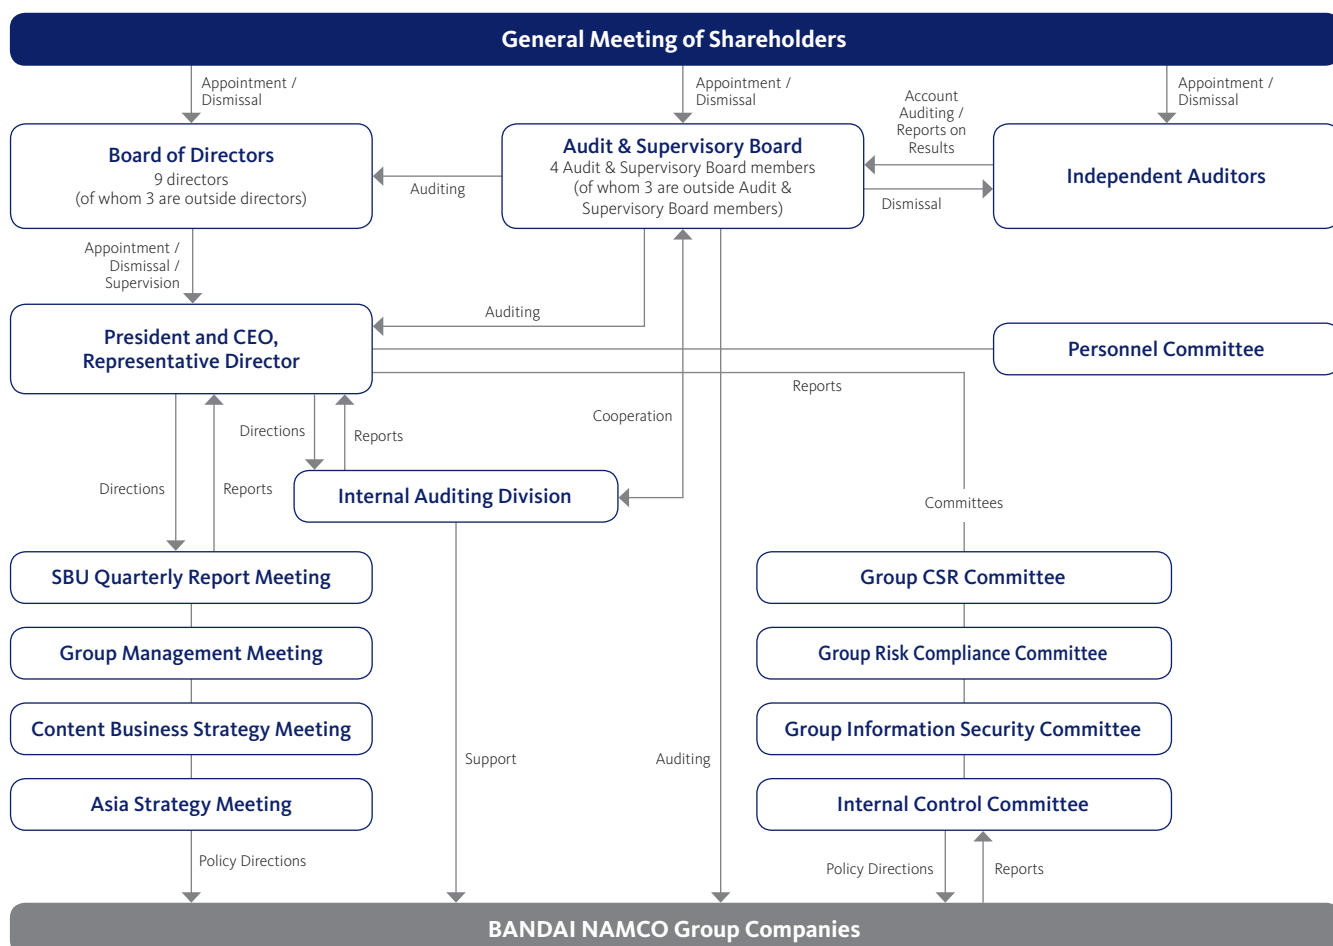 General Meeting of Shareholders
Appointment /
Dismissal
Appointment /
Dismissal
Appointment /
Dismissal
Account
Auditing /
Reports on
Results
Board of Directors
9 directors
(of whom 3 are outside directors)
Auditing
Audit & Supervisory Board
4 Audit & Supervisory Board members
(of whom 3 are outside Audit &
Supervisory Board members)
Dismissal
Independent Auditors
Appointment /
Dismissal /
Supervision
Auditing
President and CEO,
Representative Director
Personnel Committee
Reports
Cooperation
Directions
Reports
Directions
Reports
Internal Auditing Division
Committees
SBU Quarterly Report Meeting
Group CSR Committee
Group Management Meeting
Group Risk Compliance Committee
Content Business Strategy Meeting
Group Information Security Committee
Support
Auditing
Asia Strategy Meeting
Internal Control Committee
Policy Directions
Policy Directions
Reports
BANDAI NAMCO Group Companies